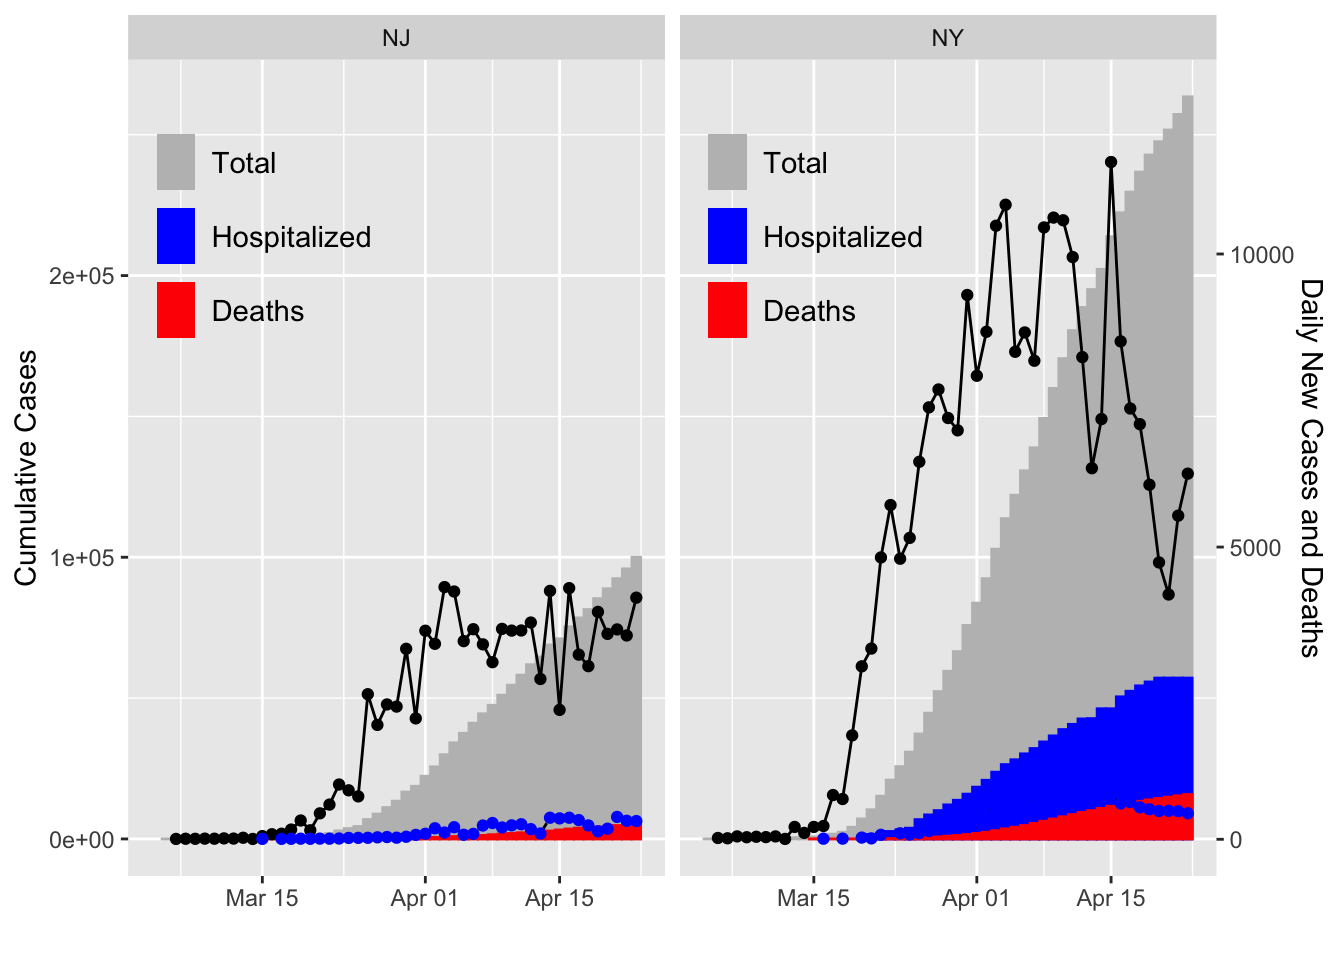 NJ
NY
Total
Hospitalized
Deaths
Total
Hospitalized
Deaths
Cumulative Cases
2e+05
1e+05
0e+00
10000
5000
0
Daily New Cases and Deaths
Mar 15
Apr 01
Apr 15
Mar 15
Apr 01
Apr 15